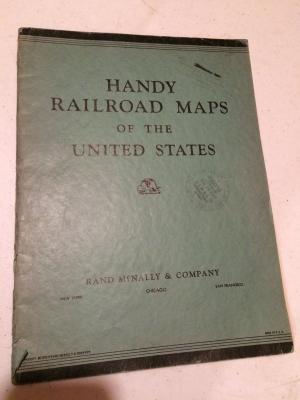 HANDY
RAILROAD MAPS
OF THE
UNITED STATES
RAND McNALLY & COMPANY
NEW YORK
CHICAGO
SAN FRANCISCO